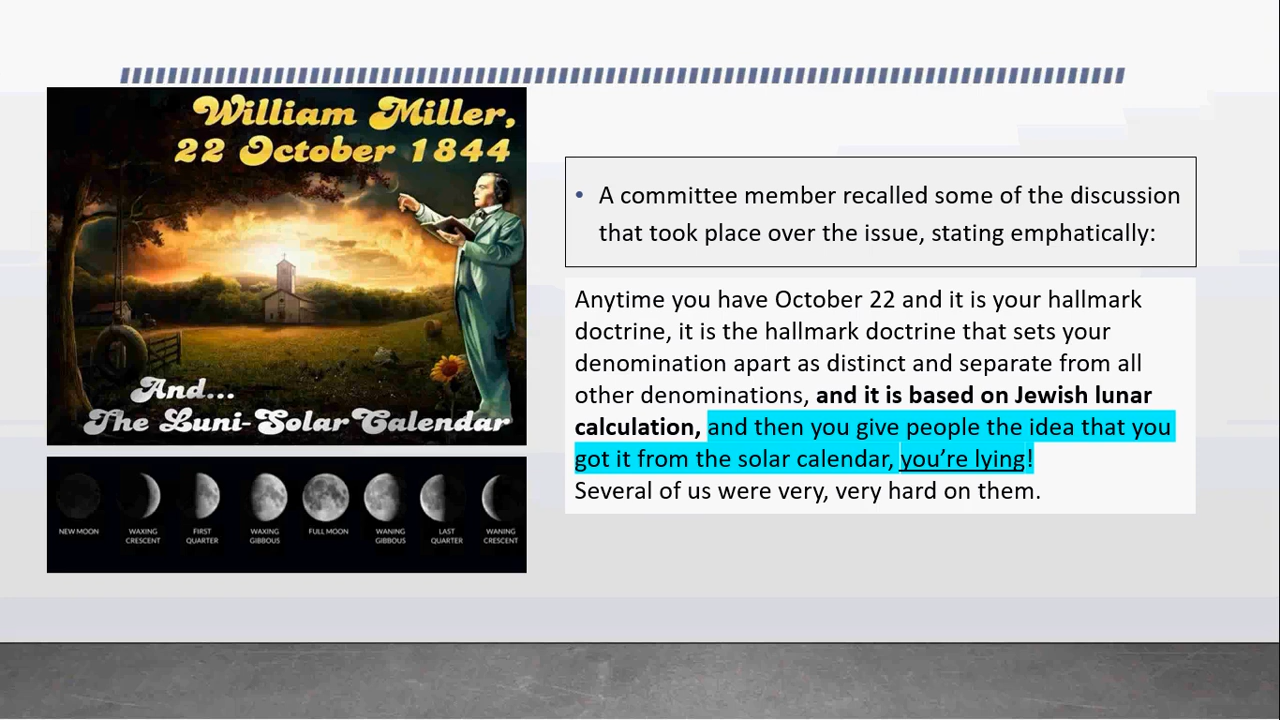 William Miller,
22 October 1844
And...
The Luni-Solar Calendar
NEW MOON
WAXING
CRESCENT
FIRST
QUARTER
WAXING
GIBBOUS
FULL MOON
WANING
GIBBOUS
LAST
QUARTER
WANING
CRESCENT
• A committee member recalled some of the discussion
that took place over the issue, stating emphatically:
Anytime you have October 22 and it is your hallmark
doctrine, it is the hallmark doctrine that sets your
denomination apart as distinct and separate from all
other denominations, and it is based on Jewish lunar
calculation, and then you give people the idea that you
got it from the solar calendar, you’re lying!
Several of us were very, very hard on them.